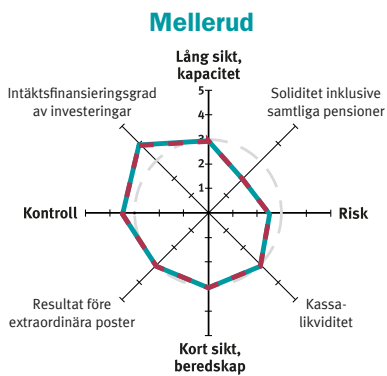 Mellerud
Lång sikt,
kapacitet
Intäktsfinansieringsgrad
av investeringar
Soliditet inklusive
samtliga pensioner
5
4
3
2
1
Kontroll
Risk
Resultat före
extraordinära poster
Kassa-
likviditet
Kort sikt,
beredskap